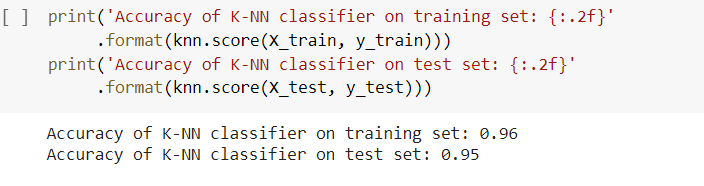 [ ] print('Accuracy of K-NN classifier on training set: {:.2f}'
.format(knn.score(X_train, y_train)))
print('Accuracy of K-NN classifier on test set: {:.2f}'
.format(knn.score(X_test, y_test)))
Accuracy of K-NN classifier on training set: 0.96
Accuracy of K-NN classifier on test set: 0.95